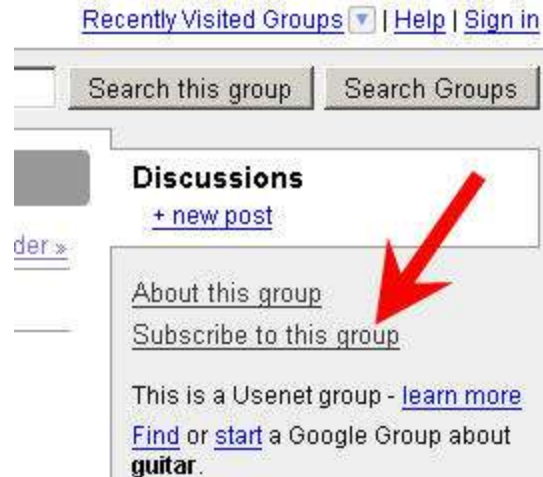 Recently Visited Groups | Help | Sign in
Search this group Search Groups
Discussions
+ new post
der »
About this group
Subscribe to this group
This is a Usenet group - learn more
Find or start a Google Group about
guitar.